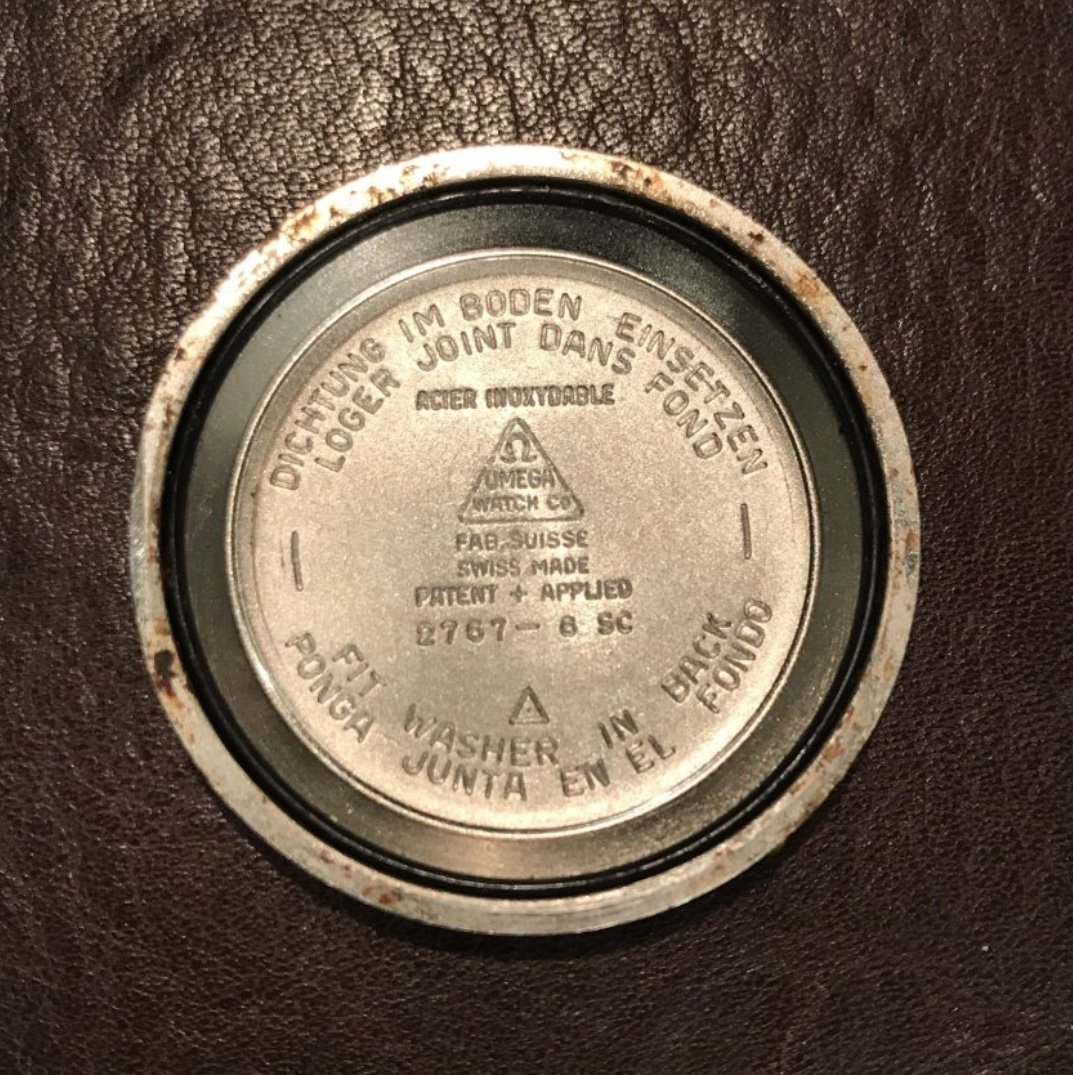 DICHTUNG IM BODEN EINSETZEN
LOGER JOINT DANS FOND
ACIER INOXYDABLE
Ω
OMEGA
WATCH Co
FAB. SUISSE
SWISS MADE
PATENT + APPLIED
2767 - 6 SC
FIT WASHER IN BACK
PONGA JUNTA EN EL FONDO